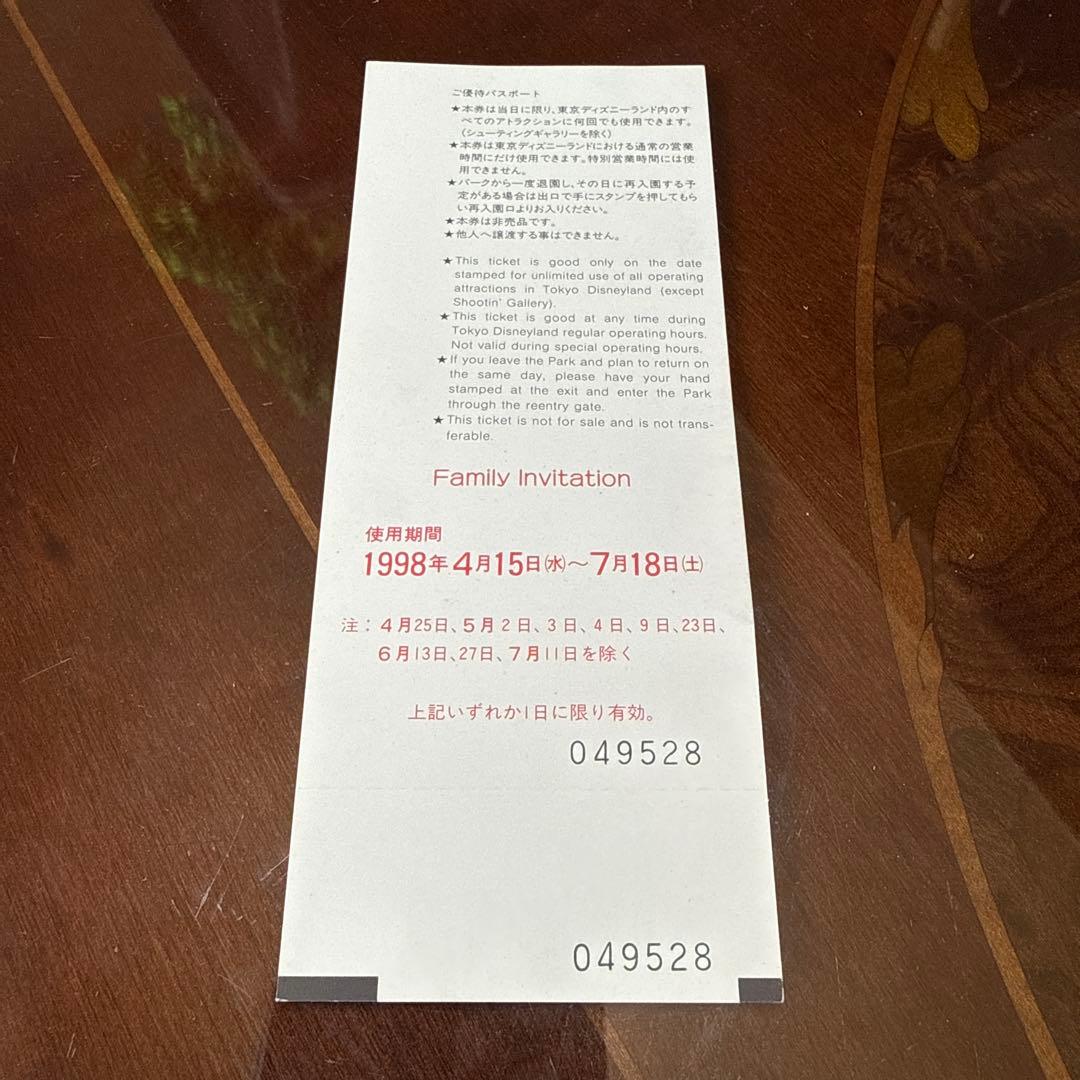 ご優待パスポート
★本券は当日に限り、東京ディズニーランド内のす
べてのアトラクションに何回でも使用できます。
(シューティングギャラリーを除く)
★本券は東京ディズニーランドにおける通常の営業
時間にだけ使用できます。特別営業時間には使
用できません。
★パークから一度退園し、その日に再入園する予
定がある場合は出口で手にスタンプを押してもら
い再入園口よりお入りください。
★本券は非売品です。
★他人へ譲渡する事はできません。
★This ticket is good only on the date
stamped for unlimited use of all operating
attractions in Tokyo Disneyland (except
Shootin' Gallery).
★This ticket is good at any time during
Tokyo Disneyland regular operating hours.
Not valid during special operating hours.
★If you leave the Park and plan to return on
the same day, please have your hand
stamped at the exit and enter the Park
through the reentry gate.
★This ticket is not for sale and is not trans-
ferable.
Family Invitation
使用期間
1998年4月15日(水)～7月18日(土)
注：4月25日、5月2日、3日、4日、9日、23日、
6月13日、27日、7月11日を除く
上記いずれか1日に限り有効。
049528
049528